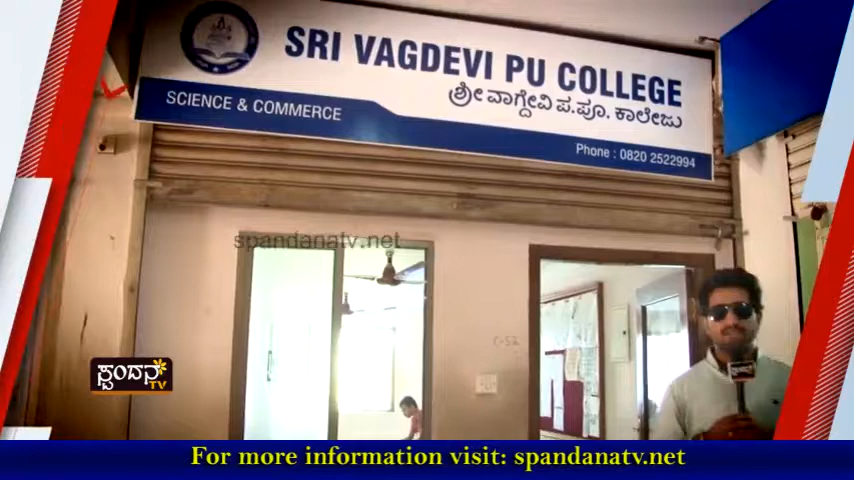 SRI VAGDEVI PU COLLEGE
ಶ್ರೀ ವಾಗ್ದೇವಿ ಪ.ಪೂ. ಕಾಲೇಜು
SCIENCE & COMMERCE
Phone : 0820 2522994
spandanatv.net
C-52
ಸ್ಪಂದನ
TV
For more information visit: spandanatv.net